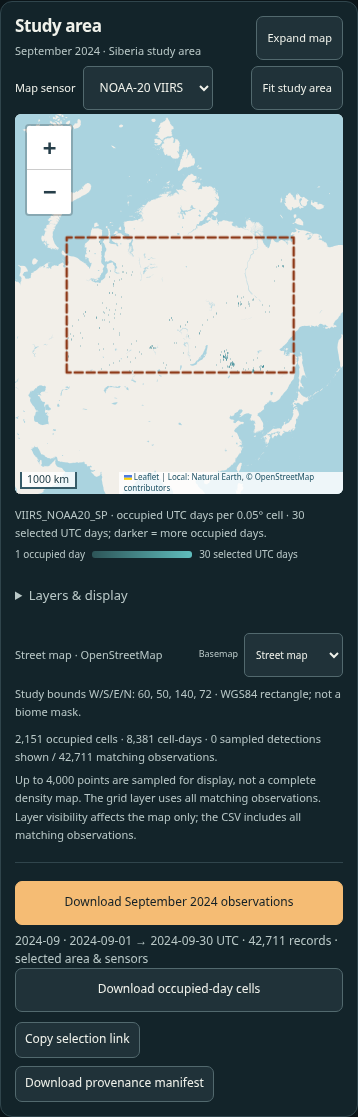 Study area
Expand map
September 2024 · Siberia study area
Map sensor
NOAA-20 VIIRS
Fit study area
+
−
1000 km
Leaflet | Local: Natural Earth, © OpenStreetMap
contributors
VIIRS_NOAA20_SP · occupied UTC days per 0.05° cell · 30
selected UTC days; darker = more occupied days.
1 occupied day
30 selected UTC days
Layers & display
Street map · OpenStreetMap
Basemap
Street map
Study bounds W/S/E/N: 60, 50, 140, 72 · WGS84 rectangle; not a
biome mask.
2,151 occupied cells · 8,381 cell-days · 0 sampled detections
shown / 42,711 matching observations.
Up to 4,000 points are sampled for display, not a complete
density map. The grid layer uses all matching observations.
Layer visibility affects the map only; the CSV includes all
matching observations.
Download September 2024 observations
2024-09 · 2024-09-01 → 2024-09-30 UTC · 42,711 records ·
selected area & sensors
Download occupied-day cells
Copy selection link
Download provenance manifest